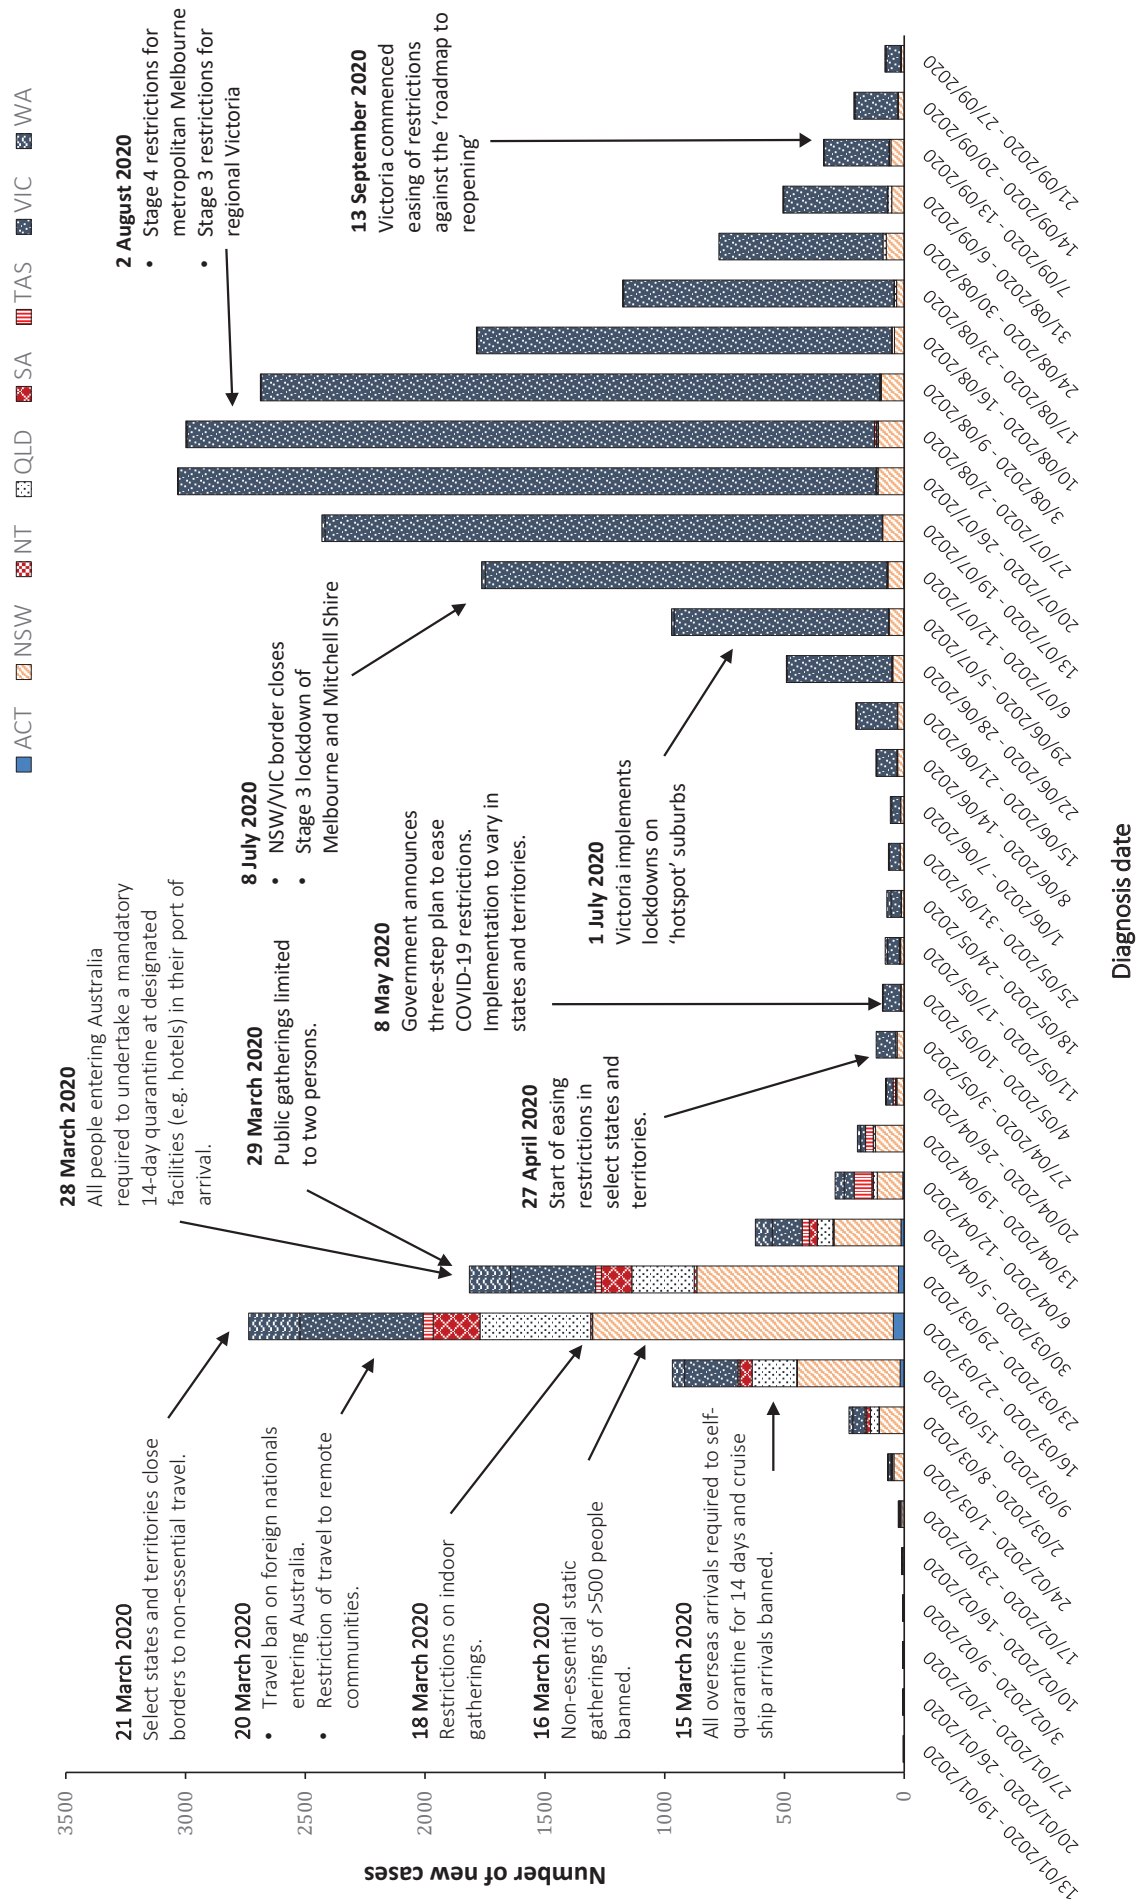 ACT NSW NT QLD SA TAS VIC WA
Number of new cases
3500
3000
2500
2000
1500
1000
500
0
21 March 2020
Select states and territories close
borders to non-essential travel.
20 March 2020
• Travel ban on foreign nationals
entering Australia.
• Restriction of travel to remote
communities.
18 March 2020
Restrictions on indoor
gatherings.
16 March 2020
Non-essential static
gatherings of >500 people
banned.
15 March 2020
All overseas arrivals required to self-
quarantine for 14 days and cruise
ship arrivals banned.
28 March 2020
All people entering Australia
required to undertake a mandatory
14-day quarantine at designated
facilities (e.g. hotels) in their port of
arrival.
29 March 2020
Public gatherings limited
to two persons.
27 April 2020
Start of easing
restrictions in
select states and
territories.
8 May 2020
Government announces
three-step plan to ease
COVID-19 restrictions.
Implementation to vary in
states and territories.
8 July 2020
• NSW/VIC border closes
• Stage 3 lockdown of
Melbourne and Mitchell Shire
1 July 2020
Victoria implements
lockdowns on
‘hotspot’ suburbs
2 August 2020
• Stage 4 restrictions for
metropolitan Melbourne
• Stage 3 restrictions for
regional Victoria
13 September 2020
Victoria commenced
easing of restrictions
against the ‘roadmap to
reopening’
13/01/2020 - 19/01/2020
20/01/2020 - 26/01/2020
27/01/2020 - 2/02/2020
3/02/2020 - 9/02/2020
10/02/2020 - 16/02/2020
17/02/2020 - 23/02/2020
24/02/2020 - 1/03/2020
2/03/2020 - 8/03/2020
9/03/2020 - 15/03/2020
16/03/2020 - 22/03/2020
23/03/2020 - 29/03/2020
30/03/2020 - 5/04/2020
6/04/2020 - 12/04/2020
13/04/2020 - 19/04/2020
20/04/2020 - 26/04/2020
27/04/2020 - 3/05/2020
4/05/2020 - 10/05/2020
11/05/2020 - 17/05/2020
18/05/2020 - 24/05/2020
25/05/2020 - 31/05/2020
1/06/2020 - 7/06/2020
8/06/2020 - 14/06/2020
15/06/2020 - 21/06/2020
22/06/2020 - 28/06/2020
29/06/2020 - 5/07/2020
6/07/2020 - 12/07/2020
13/07/2020 - 19/07/2020
20/07/2020 - 26/07/2020
27/07/2020 - 2/08/2020
3/08/2020 - 9/08/2020
10/08/2020 - 16/08/2020
17/08/2020 - 23/08/2020
24/08/2020 - 30/08/2020
31/08/2020 - 6/09/2020
7/09/2020 - 13/09/2020
14/09/2020 - 20/09/2020
21/09/2020 - 27/09/2020
Diagnosis date